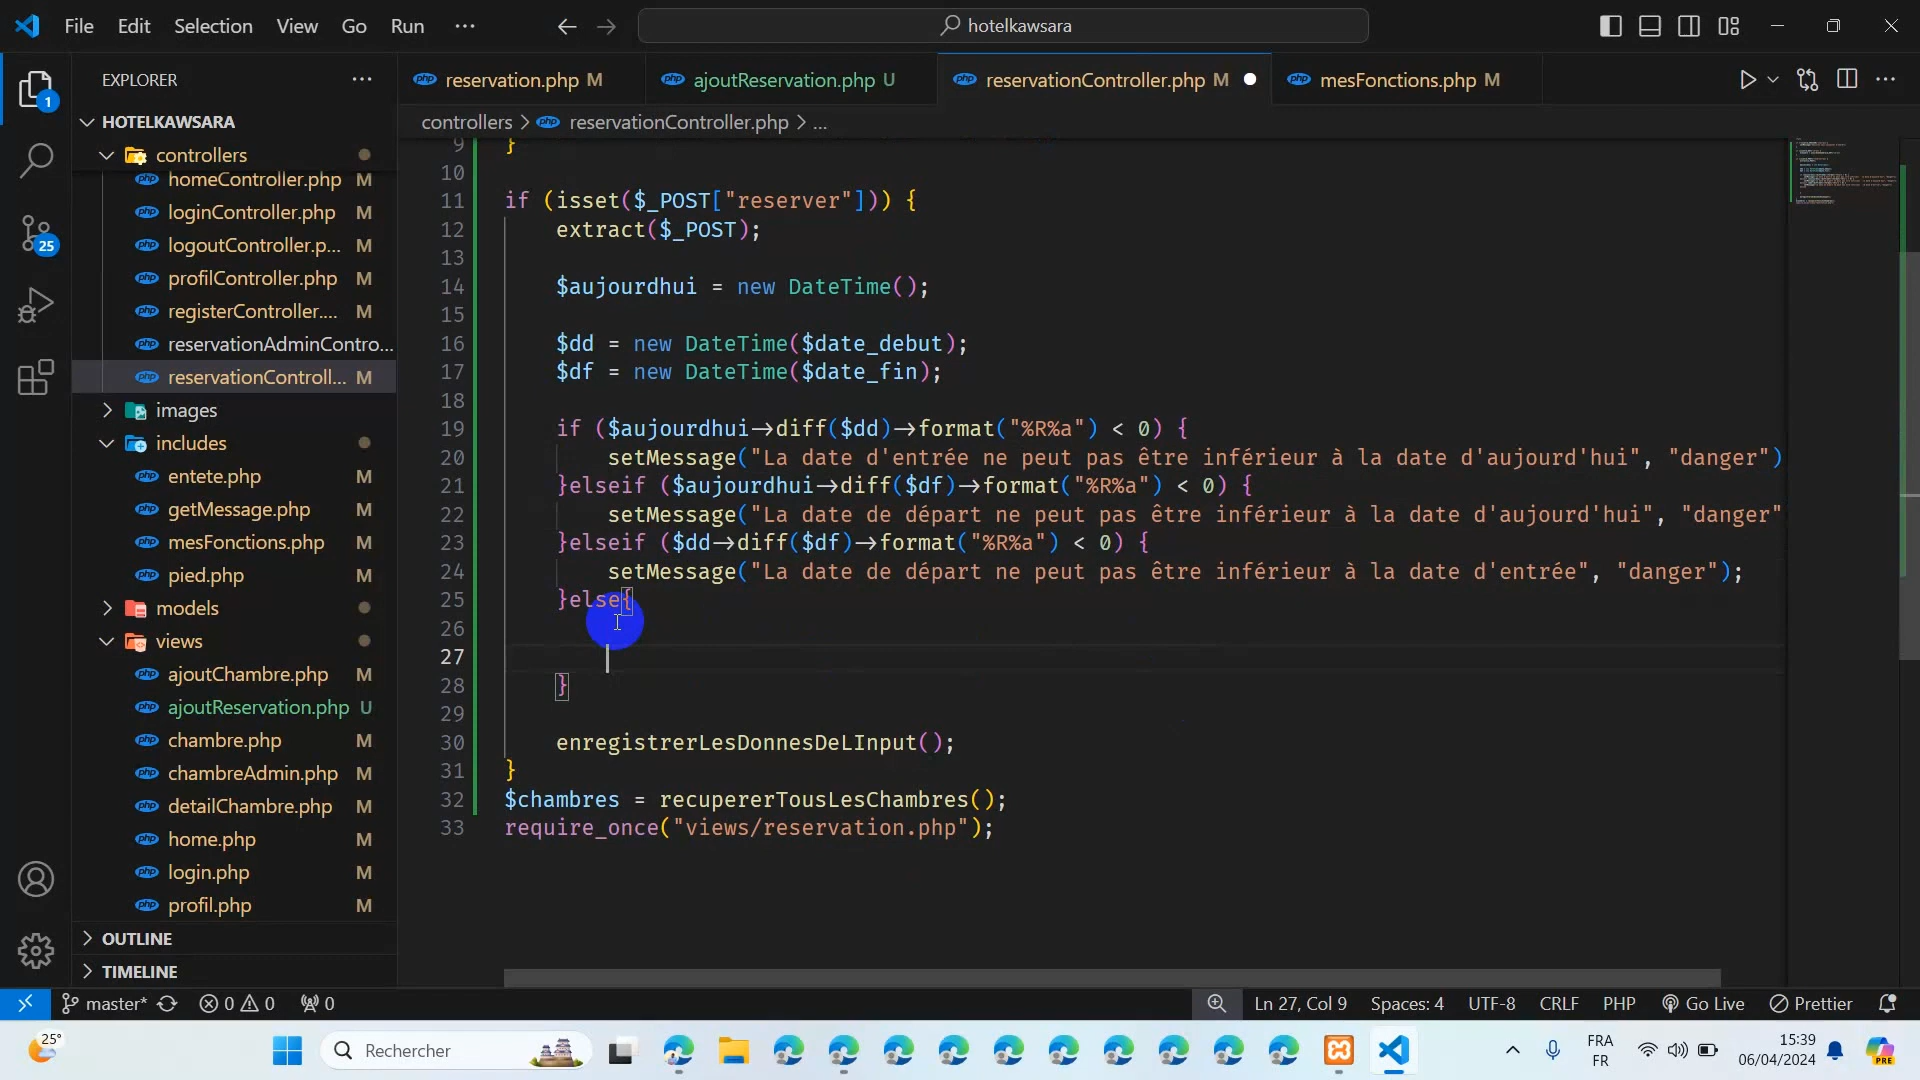 File Edit Selection View Go Run ...
hotelkawsara
EXPLORER
reservation.php M
ajoutReservation.php U
reservationController.php M
mesFonctions.php M
HOTELKAWSARA
controllers > reservationController.php > ...
controllers
homeController.php M
loginController.php M
logoutController.p... M
profilController.php M
registerController.... M
reservationAdminContro...
reservationControll... M
images
includes
entete.php M
getMessage.php M
mesFonctions.php M
pied.php M
models
views
ajoutChambre.php M
ajoutReservation.php U
chambre.php M
chambreAdmin.php M
detailChambre.php M
home.php M
login.php M
profil.php M
OUTLINE
TIMELINE
1
25
9 }
10
11 if (isset($_POST["reserver"])) {
12 extract($_POST);
13
14 $aujourdhui = new DateTime();
15
16 $dd = new DateTime($date_debut);
17 $df = new DateTime($date_fin);
18
19 if ($aujourdhui->diff($dd)->format("%R%a") < 0) {
20 setMessage("La date d'entrée ne peut pas être inférieur à la date d'aujourd'hui", "danger")
21 }elseif ($aujourdhui->diff($df)->format("%R%a") < 0) {
22 setMessage("La date de départ ne peut pas être inférieur à la date d'aujourd'hui", "danger"
23 }elseif ($dd->diff($df)->format("%R%a") < 0) {
24 setMessage("La date de départ ne peut pas être inférieur à la date d'entrée", "danger");
25 }else{
26
27
28 }
29
30 enregistrerLesDonnesDeLInput();
31 }
32 $chambres = recupererTousLesChambres();
33 require_once("views/reservation.php");
master* 0 0 0
Ln 27, Col 9 Spaces: 4 UTF-8 CRLF PHP Go Live Prettier
25°
Rechercher
FRA
FR
15:39
06/04/2024
PRE